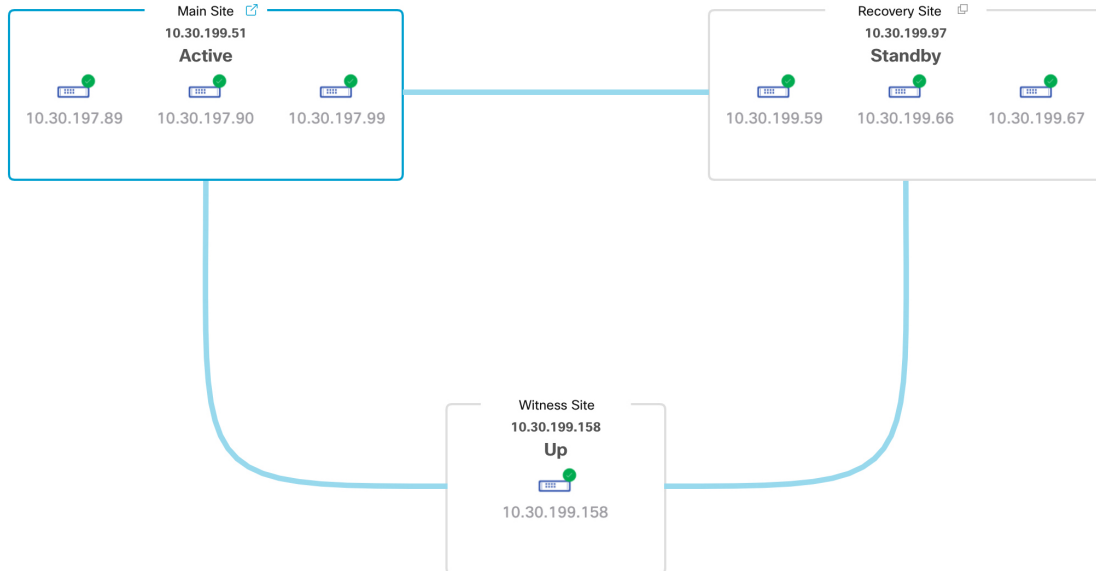 Main Site
10.30.199.51
Active
10.30.197.89
10.30.197.90
10.30.197.99
Recovery Site
10.30.199.97
Standby
10.30.199.59
10.30.199.66
10.30.199.67
Witness Site
10.30.199.158
Up
10.30.199.158